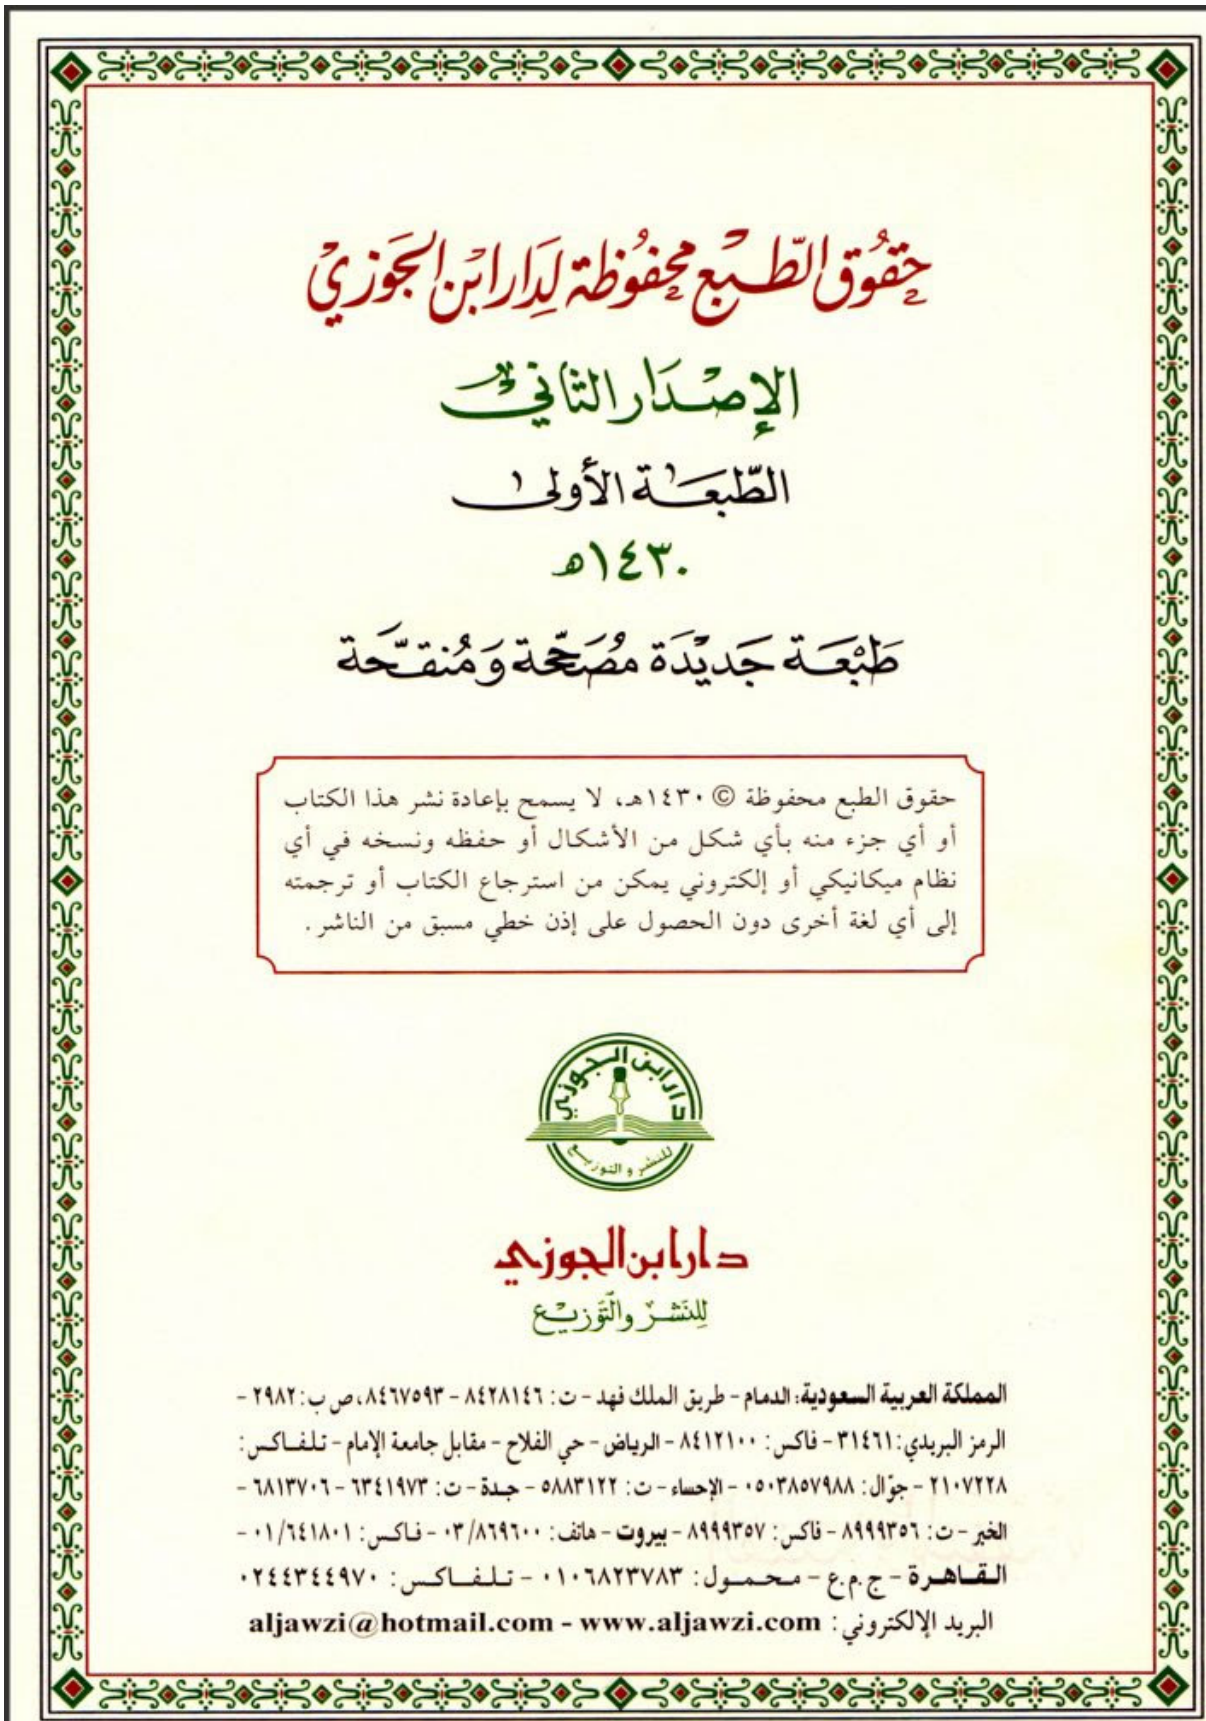 حقوق الطبع محفوظة لدار ابن الجوزي
الإصدار الثاني
الطبعة الأولى
١٤٣٠هـ
طبعة جديدة مصححة ومنقحة
حقوق الطبع محفوظة © ١٤٣٠هـ، لا يسمح بإعادة نشر هذا الكتاب
أو أي جزء منه بأي شكل من الأشكال أو حفظه ونسخه في أي
نظام ميكانيكي أو إلكتروني يمكن من استرجاع الكتاب أو ترجمته
إلى أي لغة أخرى دون الحصول على إذن خطي مسبق من الناشر.
دار ابن الجوزي
للنشر والتوزيع
دار ابن الجوزي
للنشر والتوزيع
المملكة العربية السعودية: الدمام - طريق الملك فهد - ت: ٨٤٢٨١٤٦ - ٨٤٦٧٥٩٣، ص ب: ٢٩٨٢ -
الرمز البريدي: ٣١٤٦١ - فاكس: ٨٤١٢١٠٠ - الرياض - حي الفلاح - مقابل جامعة الإمام - تلفاكس:
٢١٠٧٢٢٨ - جوّال: ٠٥٠٣٨٥٧٩٨٨ - الإحساء - ت: ٥٨٨٣١٢٢ - جدة - ت: ٦٣٤١٩٧٣ - ٦٨١٣٧٠٦ -
الخبر - ت: ٨٩٩٩٣٥٦ - فاكس: ٨٩٩٩٣٥٧ - بيروت - هاتف: ٠٣/٨٦٩٦٠٠ - فاكس: ٠١/٦٤١٨٠١ -
القاهرة - ج.م.ع - محمول: ٠١٠٦٨٢٣٧٨٣ - تلفاكس: ٠٢٤٤٣٤٤٩٧٠
البريد الإلكتروني: aljawzi@hotmail.com - www.aljawzi.com